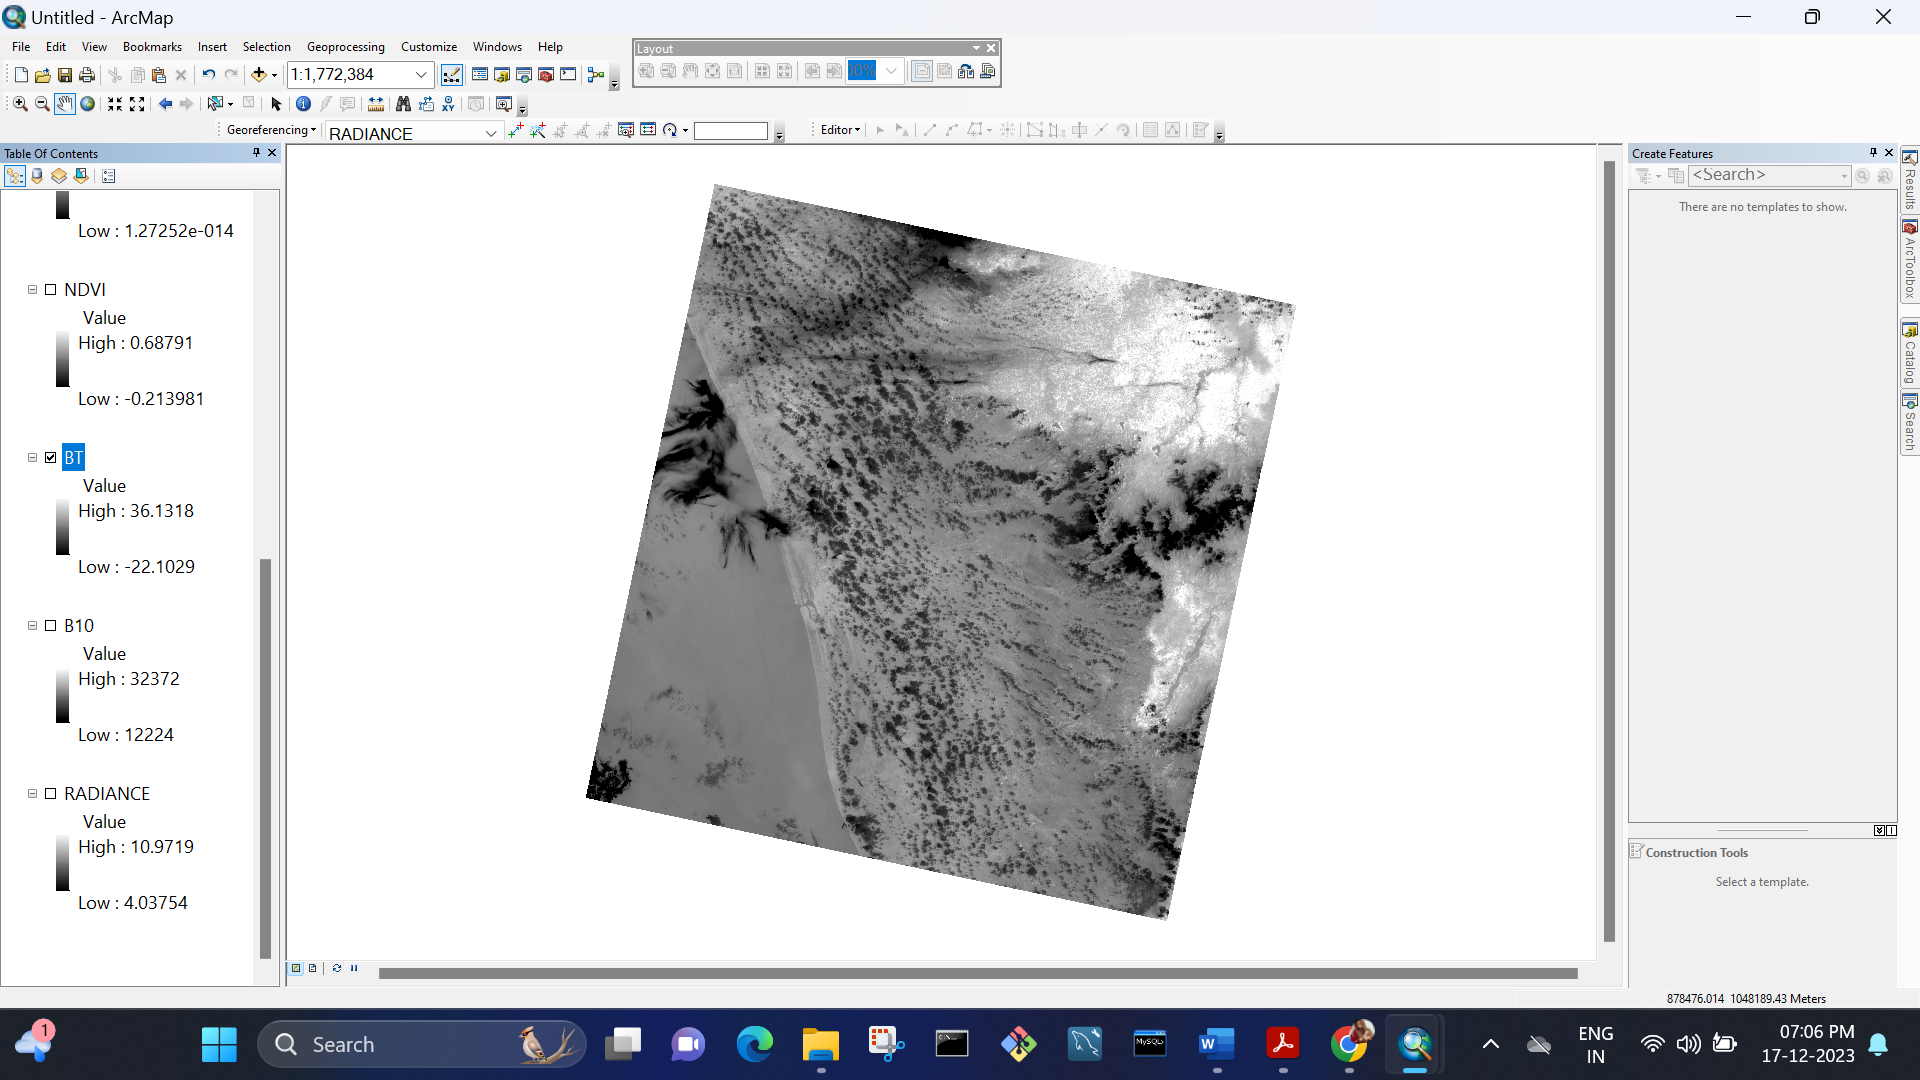 Untitled - ArcMap
File Edit View Bookmarks Insert Selection Geoprocessing Customize Windows Help
Layout
1:1,772,384
Georeferencing RADIANCE
Editor
Table Of Contents
Low : 1.27252e-014
NDVI
Value
High : 0.68791
Low : -0.213981
BT
Value
High : 36.1318
Low : -22.1029
B10
Value
High : 32372
Low : 12224
RADIANCE
Value
High : 10.9719
Low : 4.03754
Create Features
<Search>
There are no templates to show.
Construction Tools
Select a template.
Results
ArcToolbox
Catalog
Search
878476.014 1048189.43 Meters
1
Search
MySQL
ENG
IN
07:06 PM
17-12-2023